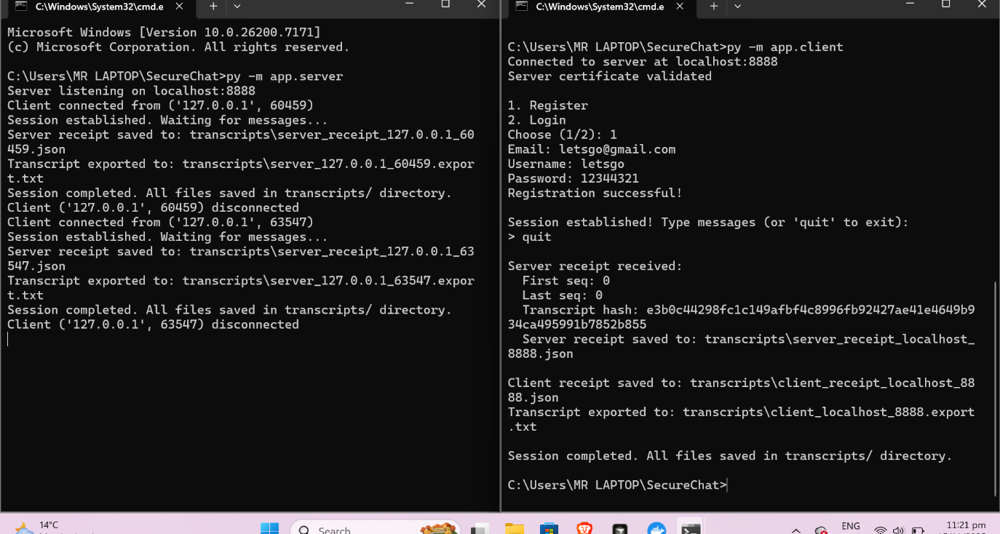 C:\Windows\System32\cmd.e
Microsoft Windows [Version 10.0.26200.7171]
(c) Microsoft Corporation. All rights reserved.
C:\Users\MR LAPTOP\SecureChat>py -m app.server
Server listening on localhost:8888
Client connected from ('127.0.0.1', 60459)
Session established. Waiting for messages...
Server receipt saved to: transcripts\server_receipt_127.0.0.1_60
459.json
Transcript exported to: transcripts\server_127.0.0.1_60459.expor
t.txt
Session completed. All files saved in transcripts/ directory.
Client ('127.0.0.1', 60459) disconnected
Client connected from ('127.0.0.1', 63547)
Session established. Waiting for messages...
Server receipt saved to: transcripts\server_receipt_127.0.0.1_63
547.json
Transcript exported to: transcripts\server_127.0.0.1_63547.expor
t.txt
Session completed. All files saved in transcripts/ directory.
Client ('127.0.0.1', 63547) disconnected
C:\Windows\System32\cmd.e
C:\Users\MR LAPTOP\SecureChat>py -m app.client
Connected to server at localhost:8888
Server certificate validated
1. Register
2. Login
Choose (1/2): 1
Email: letsgo@gmail.com
Username: letsgo
Password: 12344321
Registration successful!
Session established! Type messages (or 'quit' to exit):
> quit
Server receipt received:
First seq: 0
Last seq: 0
Transcript hash: e3b0c44298fc1c149afbf4c8996fb92427ae41e4649b9
34ca495991b7852b855
Server receipt saved to: transcripts\server_receipt_localhost_
8888.json
Client receipt saved to: transcripts\client_receipt_localhost_88
88.json
Transcript exported to: transcripts\client_localhost_8888.export
.txt
Session completed. All files saved in transcripts/ directory.
C:\Users\MR LAPTOP\SecureChat>
14°C
Search
ENG
11:21 pm